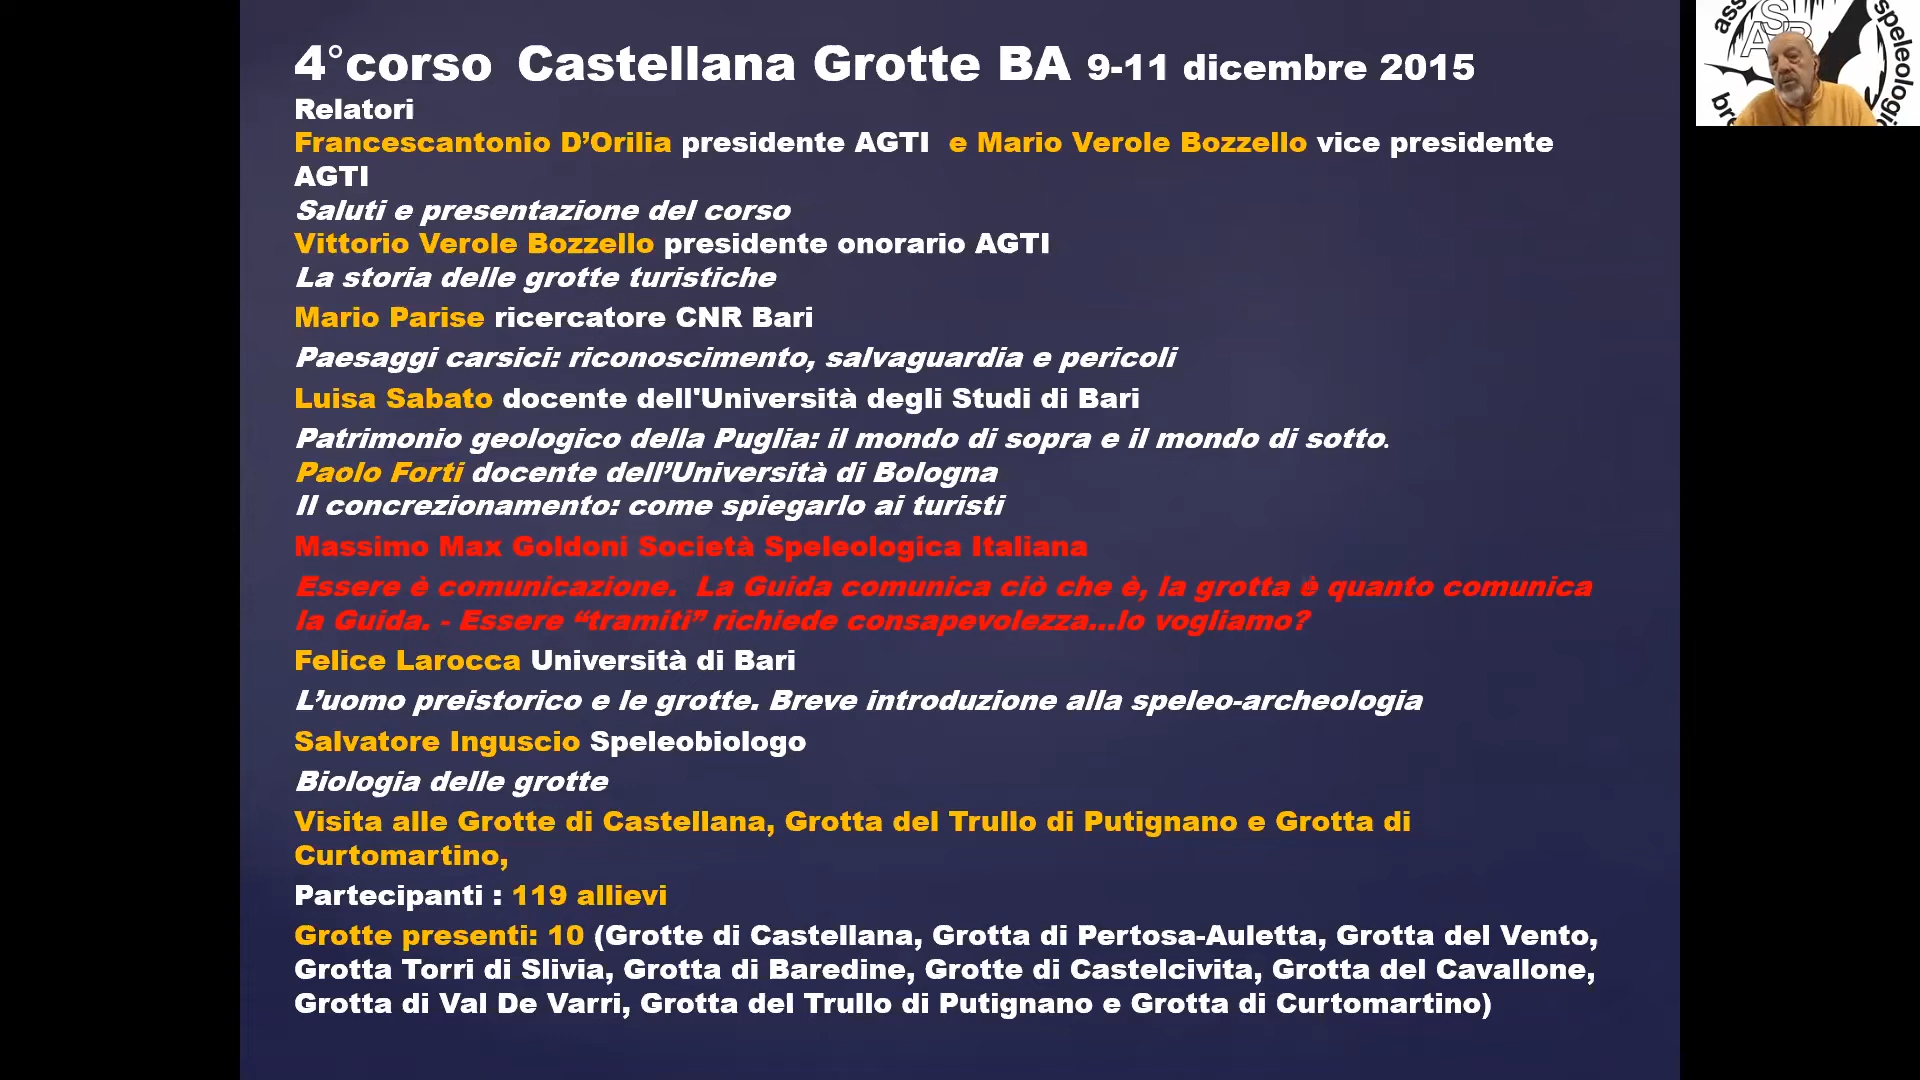 4°corso Castellana Grotte BA 9-11 dicembre 2015
Relatori
Francescantonio D’Orilia presidente AGTI e Mario Verole Bozzello vice presidente
AGTI
Saluti e presentazione del corso
Vittorio Verole Bozzello presidente onorario AGTI
La storia delle grotte turistiche
Mario Parise ricercatore CNR Bari
Paesaggi carsici: riconoscimento, salvaguardia e pericoli
Luisa Sabato docente dell'Università degli Studi di Bari
Patrimonio geologico della Puglia: il mondo di sopra e il mondo di sotto.
Paolo Forti docente dell’Università di Bologna
Il concrezionamento: come spiegarlo ai turisti
Massimo Max Goldoni Società Speleologica Italiana
Essere è comunicazione. La Guida comunica ciò che è, la grotta è quanto comunica
la Guida. - Essere “tramiti” richiede consapevolezza...lo vogliamo?
Felice Larocca Università di Bari
L’uomo preistorico e le grotte. Breve introduzione alla speleo-archeologia
Salvatore Inguscio Speleobiologo
Biologia delle grotte
Visita alle Grotte di Castellana, Grotta del Trullo di Putignano e Grotta di
Curtomartino,
Partecipanti : 119 allievi
Grotte presenti: 10 (Grotte di Castellana, Grotta di Pertosa-Auletta, Grotta del Vento,
Grotta Torri di Slivia, Grotta di Baredine, Grotte di Castelcivita, Grotta del Cavallone,
Grotta di Val De Varri, Grotta del Trullo di Putignano e Grotta di Curtomartino)